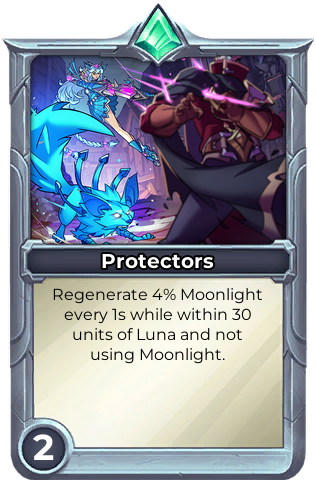 Protectors
Regenerate 4% Moonlight
every 1s while within 30
units of Luna and not
using Moonlight.
2